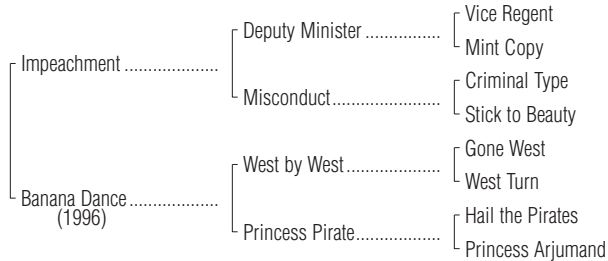 Vice Regent
Deputy Minister ..................
Mint Copy
Impeachment ...................
Criminal Type
Misconduct .....................
Stick to Beauty
Gone West
West by West ....................
West Turn
Banana Dance ..................
(1996)
Hail the Pirates
Princess Pirate ..................
Princess Arjumand